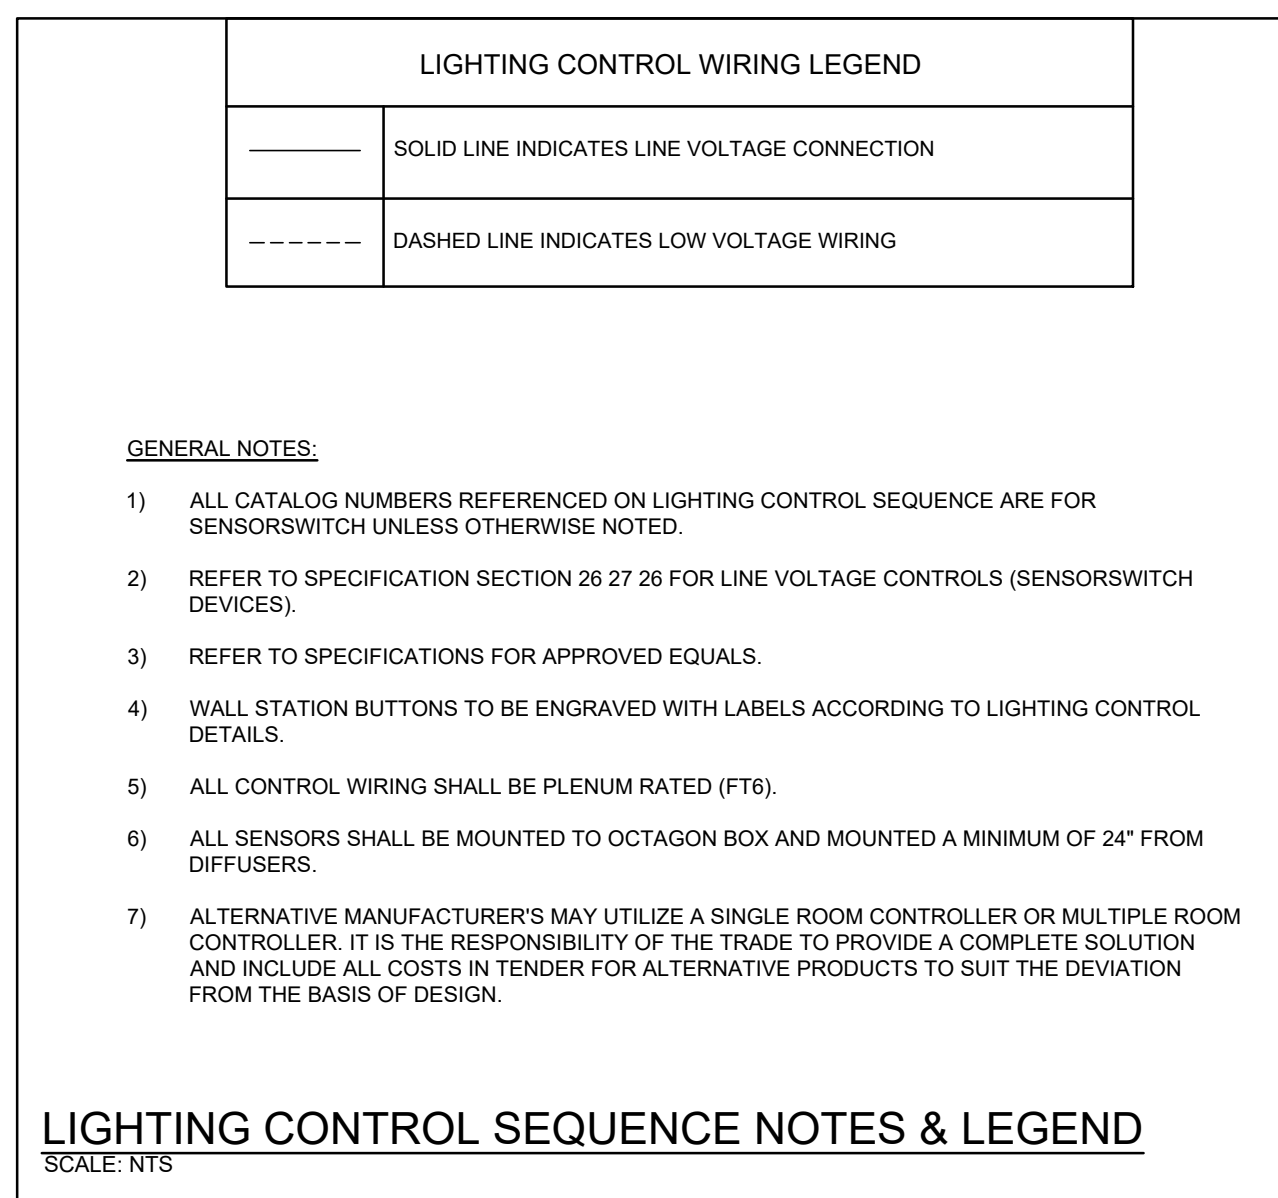 LIGHTING CONTROL WIRING LEGEND
SOLID LINE INDICATES LINE VOLTAGE CONNECTION
DASHED LINE INDICATES LOW VOLTAGE WIRING
GENERAL NOTES:
1) ALL CATALOG NUMBERS REFERENCED ON LIGHTING CONTROL SEQUENCE ARE FOR
SENSORSWITCH UNLESS OTHERWISE NOTED.
2) REFER TO SPECIFICATION SECTION 26 27 26 FOR LINE VOLTAGE CONTROLS (SENSORSWITCH
DEVICES).
3) REFER TO SPECIFICATIONS FOR APPROVED EQUALS.
4) WALL STATION BUTTONS TO BE ENGRAVED WITH LABELS ACCORDING TO LIGHTING CONTROL
DETAILS.
5) ALL CONTROL WIRING SHALL BE PLENUM RATED (FT6).
6) ALL SENSORS SHALL BE MOUNTED TO OCTAGON BOX AND MOUNTED A MINIMUM OF 24" FROM
DIFFUSERS.
7) ALTERNATIVE MANUFACTURER'S MAY UTILIZE A SINGLE ROOM CONTROLLER OR MULTIPLE ROOM
CONTROLLER. IT IS THE RESPONSIBILITY OF THE TRADE TO PROVIDE A COMPLETE SOLUTION
AND INCLUDE ALL COSTS IN TENDER FOR ALTERNATIVE PRODUCTS TO SUIT THE DEVIATION
FROM THE BASIS OF DESIGN.
LIGHTING CONTROL SEQUENCE NOTES & LEGEND
SCALE: NTS